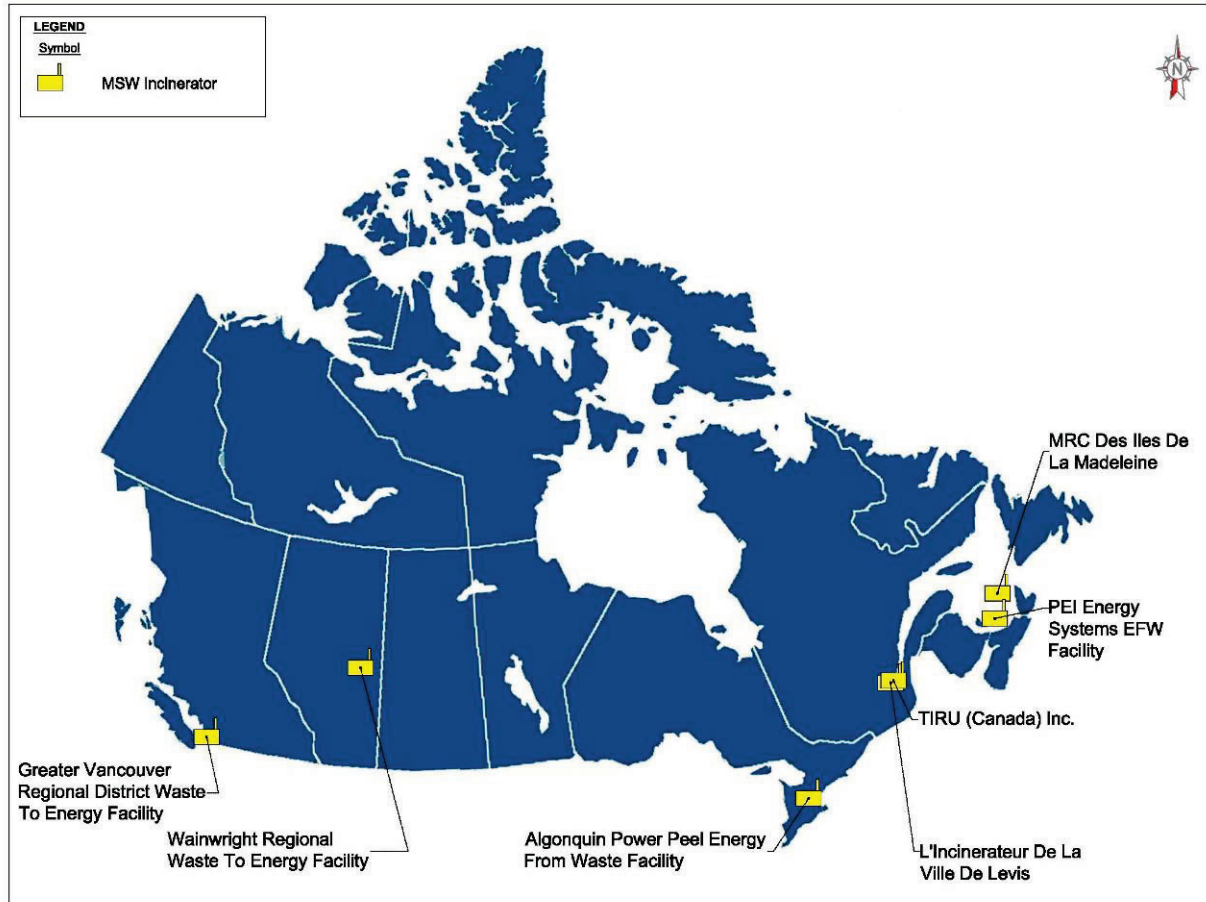 LEGEND
Symbol
MSW Incinerator
N
MRC Des Iles De
La Madeleine
PEI Energy
Systems EFW
Facility
TIRU (Canada) Inc.
Greater Vancouver
Regional District Waste
To Energy Facility
Wainwright Regional
Waste To Energy Facility
Algonquin Power Peel Energy
From Waste Facility
L'Incinerateur De La
Ville De Levis